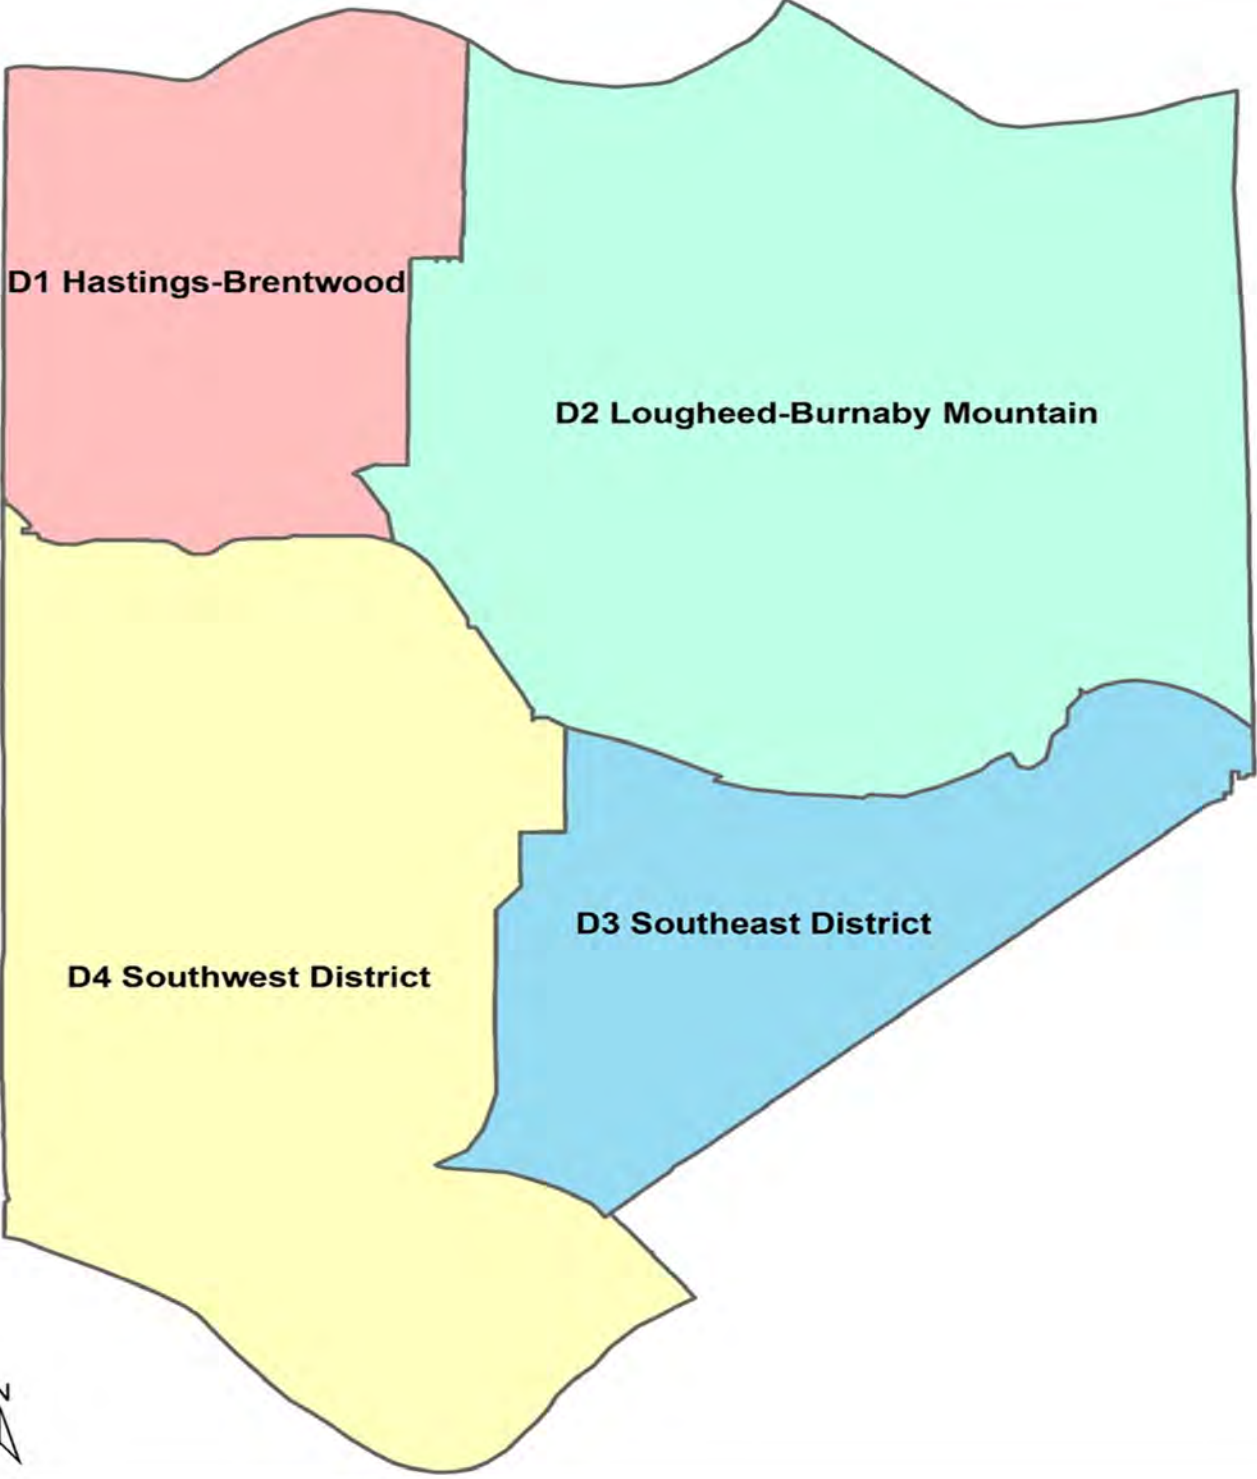 D1 Hastings-Brentwood
D2 Lougheed-Burnaby Mountain
D3 Southeast District
D4 Southwest District
N